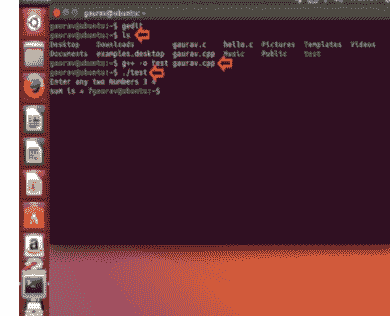 gaurav@ubuntu: ~
gaurav@ubuntu:~$ gedit
gaurav@ubuntu:~$ ls
Desktop Downloads gaurav.c hello.c Pictures Templates Videos
Documents examples.desktop gaurav.cpp Music Public test
gaurav@ubuntu:~$ g++ -o test gaurav.cpp
gaurav@ubuntu:~$ ./test
Enter any two Numbers 3 4
sum is = 7gaurav@ubuntu:~$